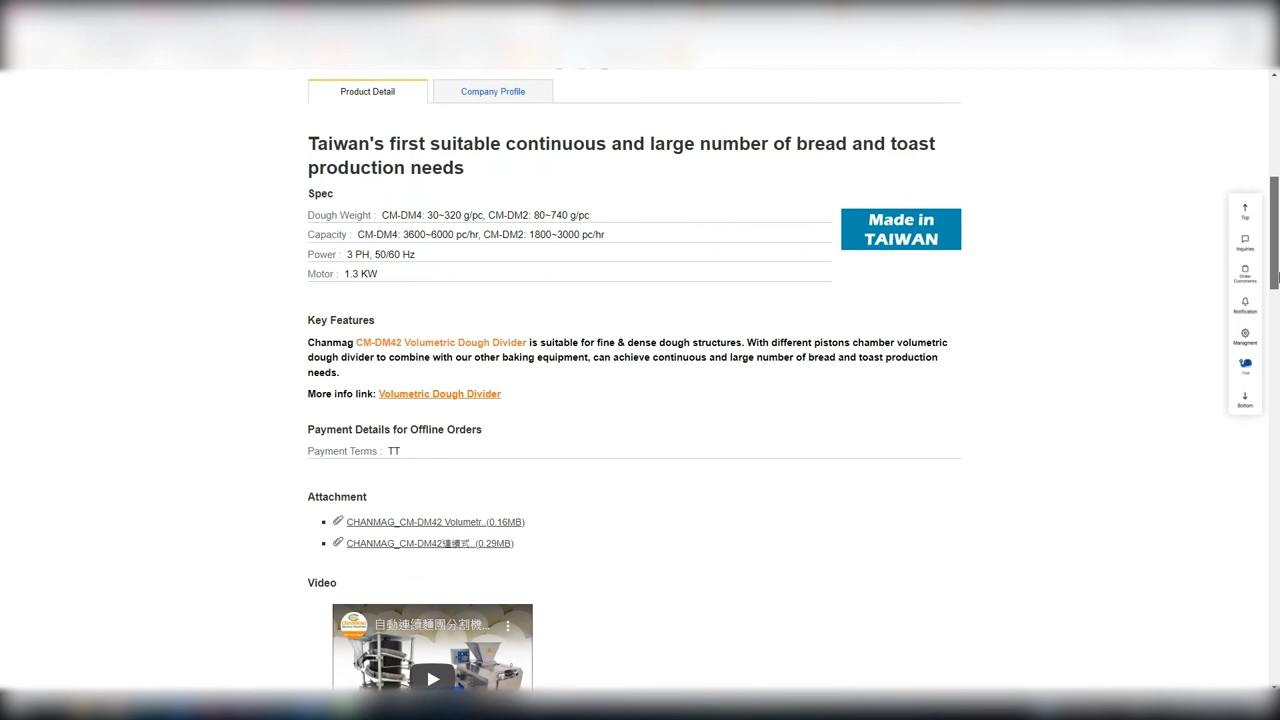 Product Detail
Company Profile
Taiwan's first suitable continuous and large number of bread and toast
production needs
Spec
Dough Weight : CM-DM4: 30~320 g/pc, CM-DM2: 80~740 g/pc
Capacity : CM-DM4: 3600~6000 pc/hr, CM-DM2: 1800~3000 pc/hr
Power : 3 PH, 50/60 Hz
Motor : 1.3 KW
Made in
TAIWAN
Key Features
Chanmag CM-DM42 Volumetric Dough Divider is suitable for fine & dense dough structures. With different pistons chamber volumetric
dough divider to combine with our other baking equipment, can achieve continuous and large number of bread and toast production
needs.
More info link: Volumetric Dough Divider
Payment Details for Offline Orders
Payment Terms : TT
Attachment
CHANMAG_CM-DM42 Volumetr..(0.16MB)
CHANMAG_CM-DM42連續式..(0.29MB)
Video
自動連續麵團分割機...
Top
Inquiries
Order
Comments
Notification
Managment
Bottom